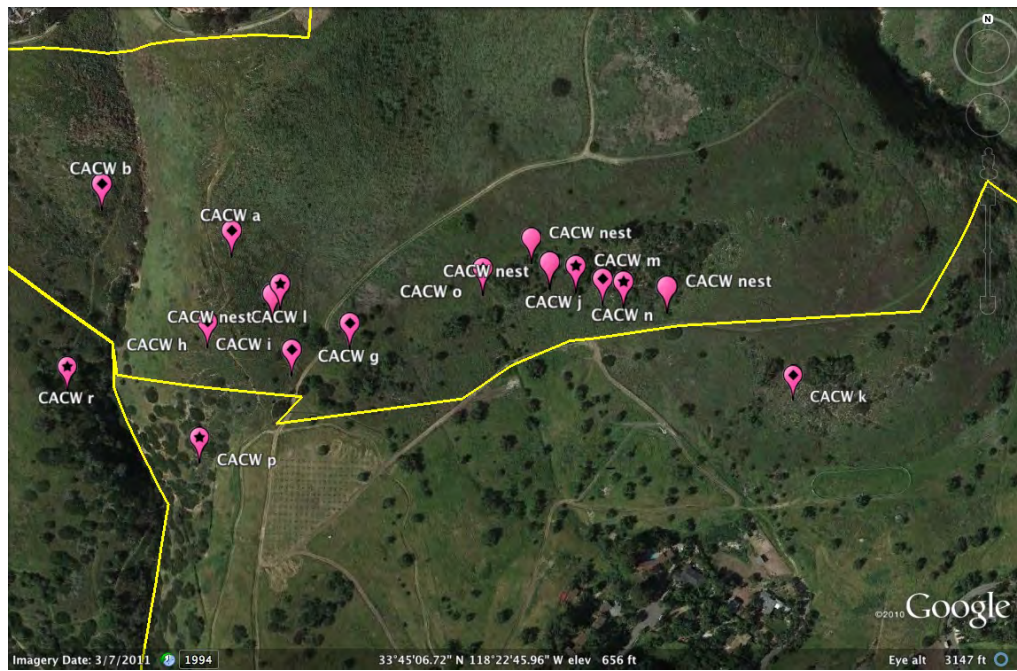 N
CACW b
CACW a
CACW nest
CACW nest
CACW m
CACW o
CACW nest
CACW j
CACW n
CACW nest
CACW l
CACW h
CACW i
CACW g
CACW r
CACW k
CACW p
©2010 Google
Imagery Date: 3/7/2011
1994
33°45'06.72" N 118°22'45.96" W elev 656 ft
Eye alt 3147 ft